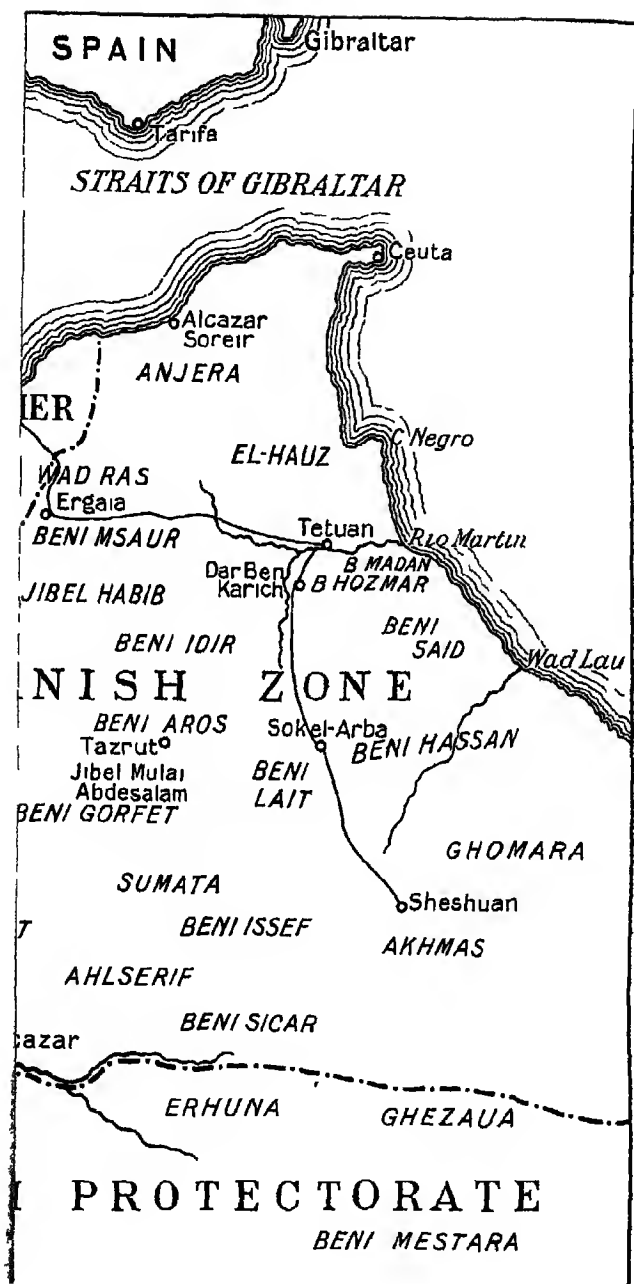 SPAIN
Gibraltar
Tarifa
STRAITS OF GIBRALTAR
Ceuta
Alcazar
Soreir
ANJERA
IER
C Negro
EL-HAUZ
WAD RAS
Ergaia
Tetuan
Rio Martin
BENI MSAUR
B MADAN
Dar Ben
Karich
B HOZMAR
JIBEL HABIB
BENI IDIR
BENI
SAID
Wad Lau
NISH ZONE
BENI AROS
Tazrut
Jibel Mulai
Abdesalam
Sokel-Arba
BENI HASSAN
BENI
LAIT
BENI GORFET
GHOMARA
SUMATA
Sheshuan
T
BENI ISSEF
AKHMAS
AHLSERIF
BENI SICAR
cazar
ERHUNA
GHEZAUA
I PROTECTORATE
BENI MESTARA